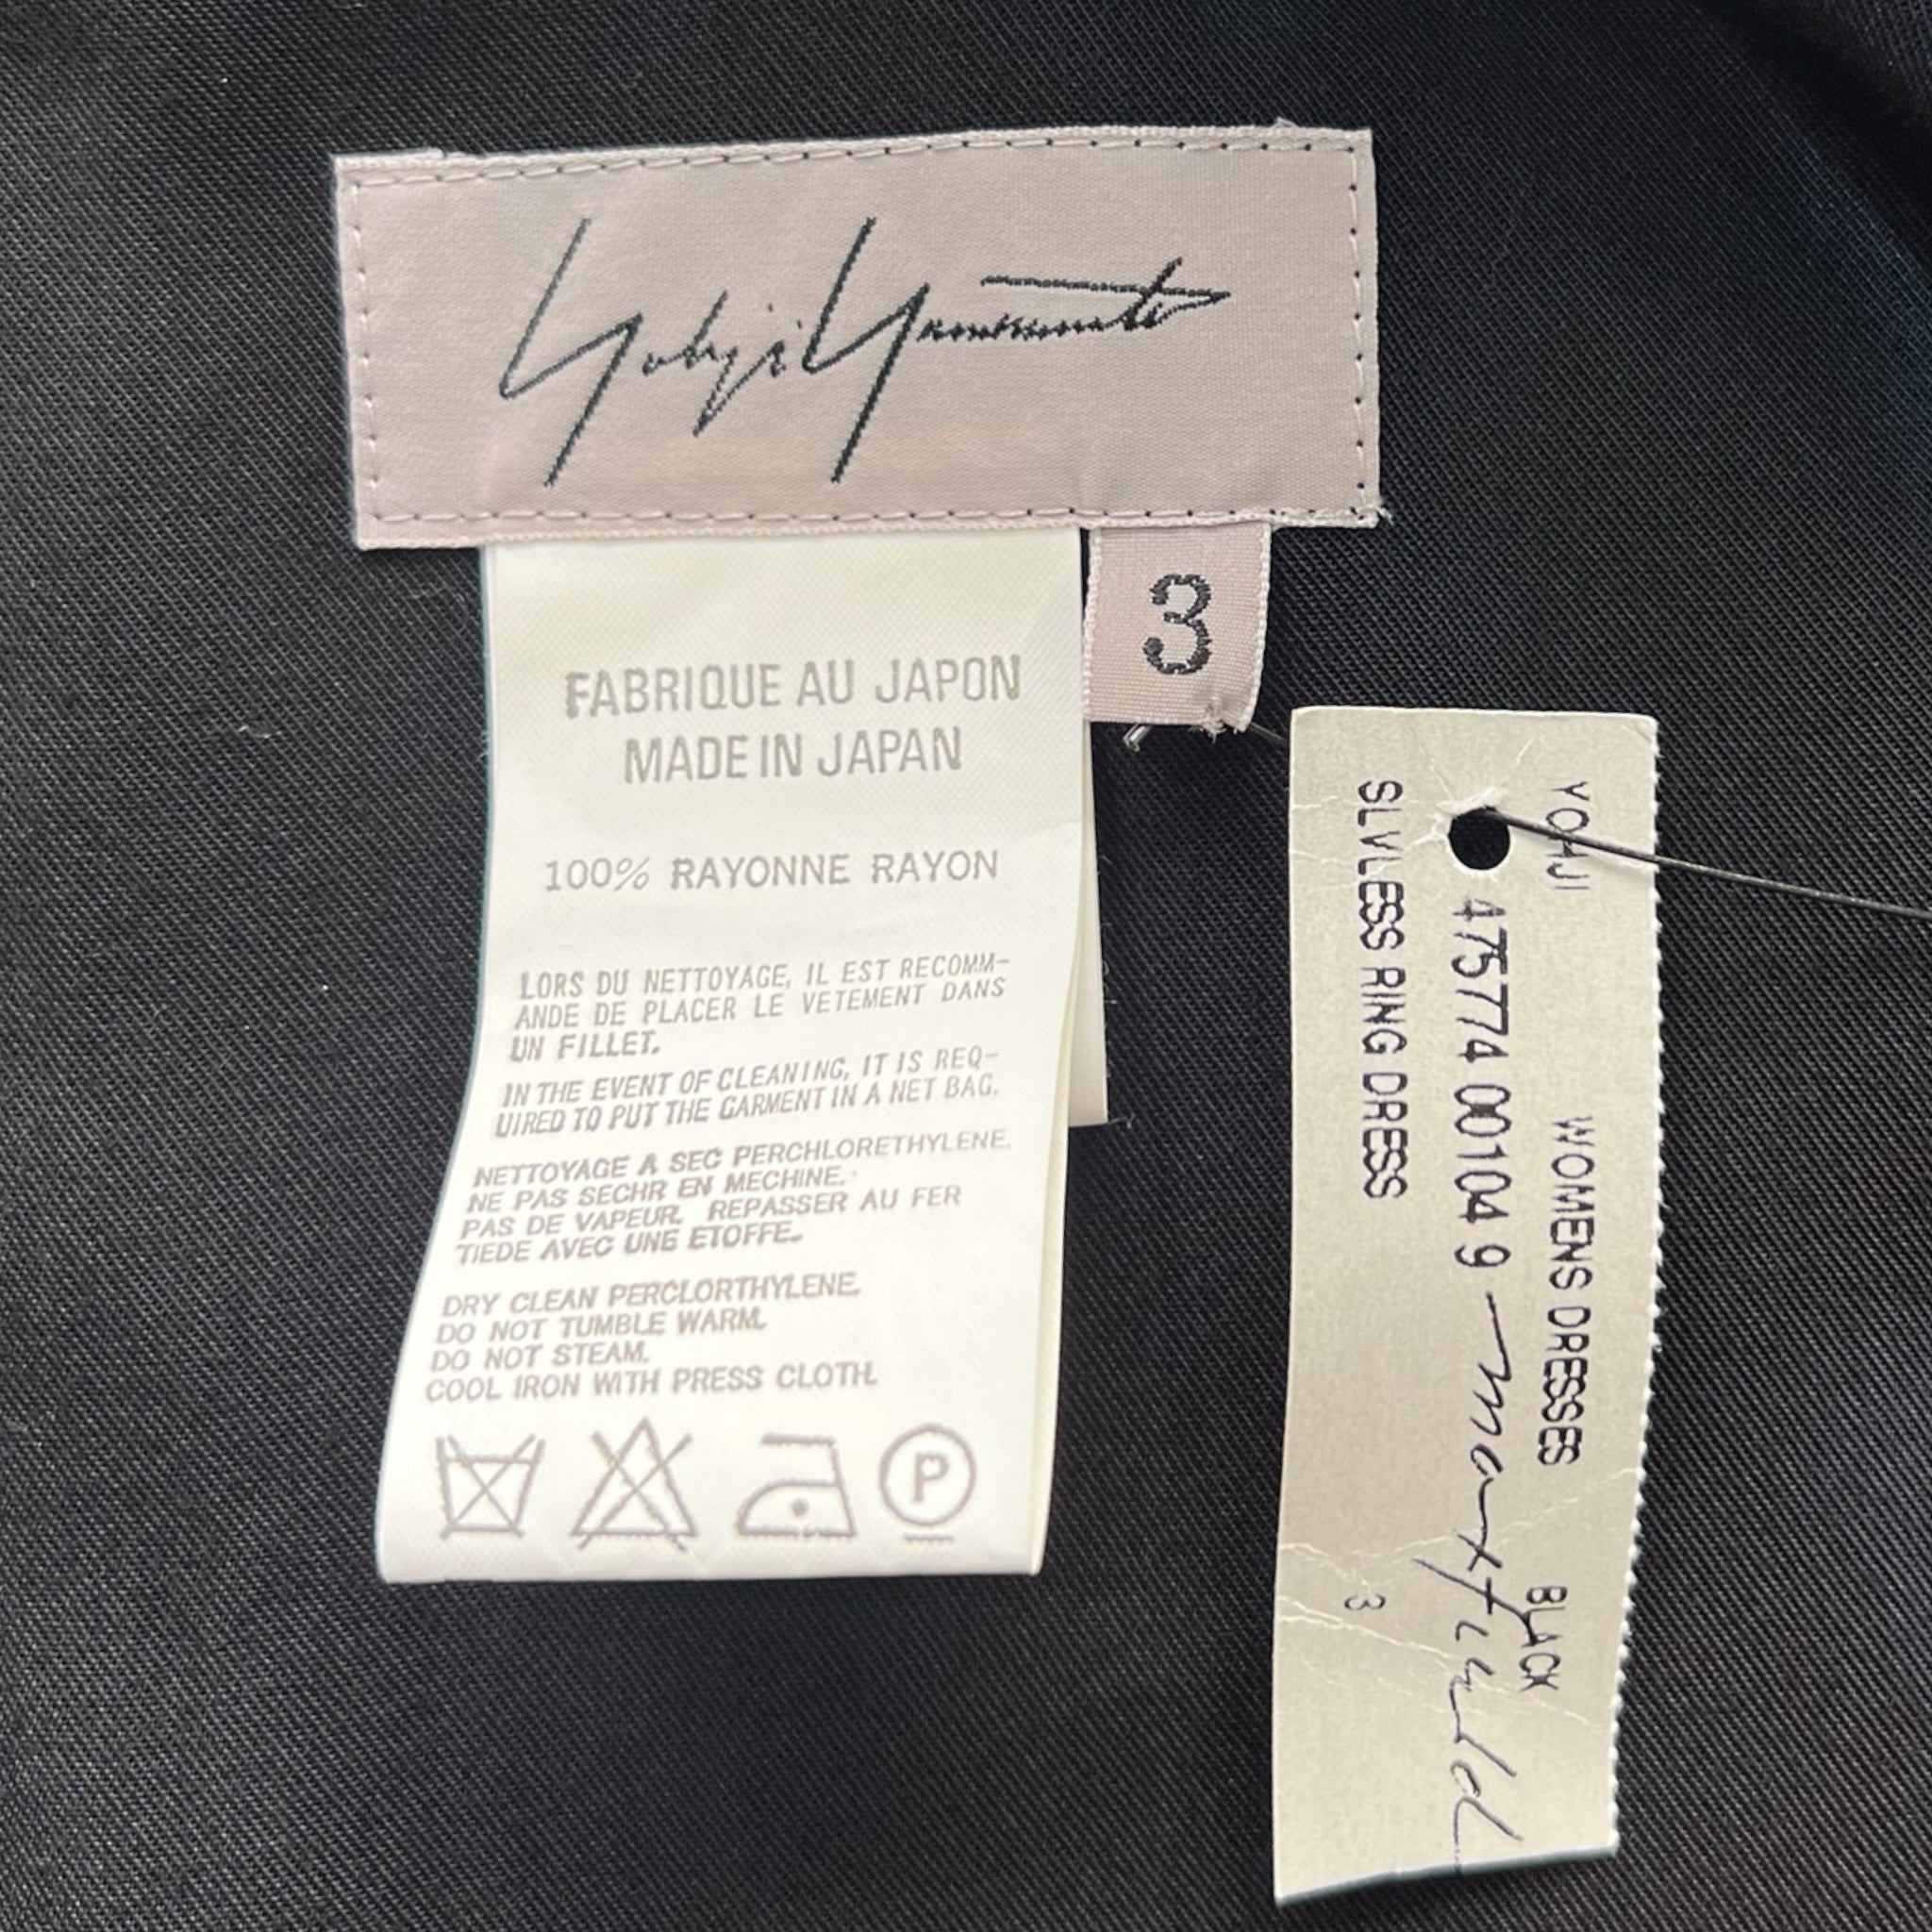 Yohji Yamamoto
3
FABRIQUE AU JAPON
MADE IN JAPAN
100% RAYONNE RAYON
LORS DU NETTOYAGE, IL EST RECOMM-
ANDE DE PLACER LE VETEMENT DANS
UN FILLET.
IN THE EVENT OF CLEANING, IT IS REQ-
UIRED TO PUT THE GARMENT IN A NET BAG.
NETTOYAGE A SEC PERCHLORETHYLENE.
NE PAS SECHR EN MECHINE.
PAS DE VAPEUR. REPASSER AU FER
TIEDE AVEC UNE ETOFFE.
DRY CLEAN PERCLORTHYLENE.
DO NOT TUMBLE WARM.
DO NOT STEAM.
COOL IRON WITH PRESS CLOTH.
P
YOHJI WOMENS DRESSES BLACK
475774 00104 9 maxfield
SLVLESS RING DRESS 3